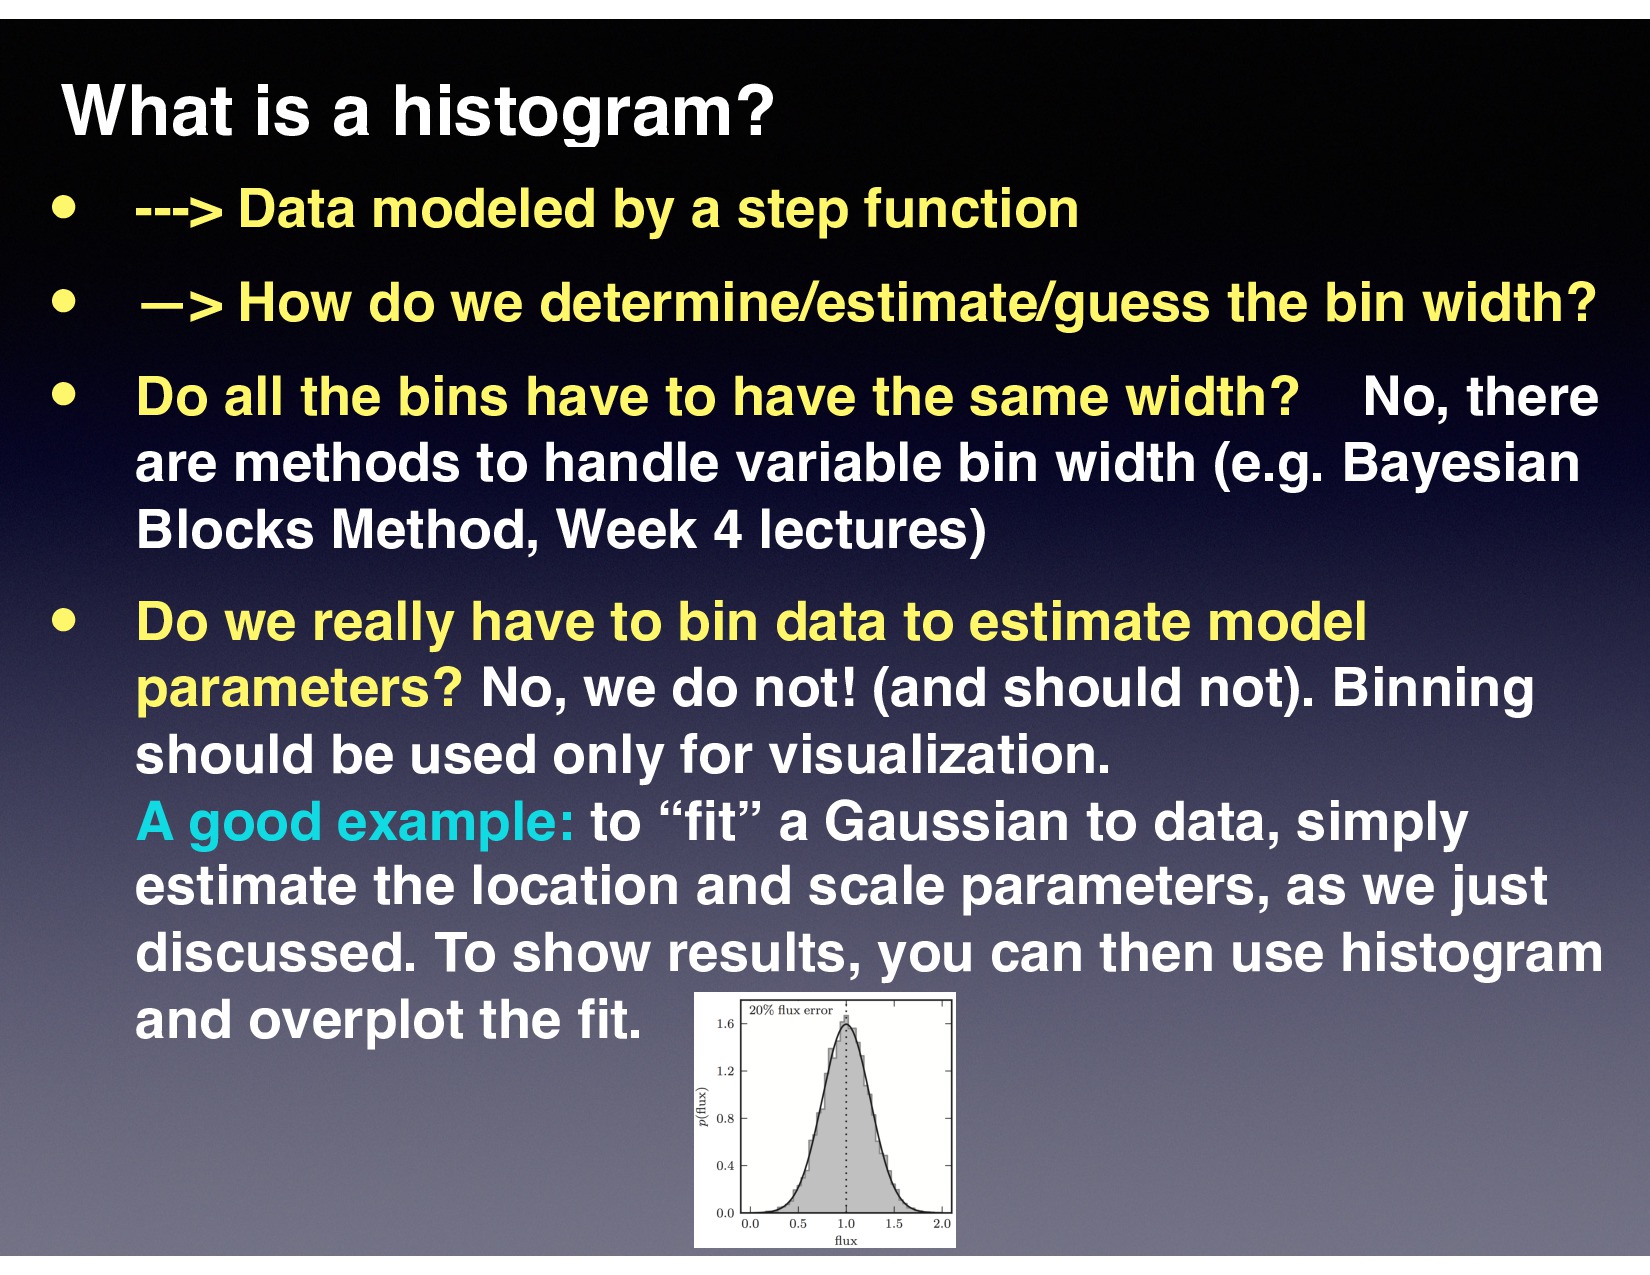 What is a histogram?
• ---> Data modeled by a step function
• —> How do we determine/estimate/guess the bin width?
• Do all the bins have to have the same width? No, there
are methods to handle variable bin width (e.g. Bayesian
Blocks Method, Week 4 lectures)
• Do we really have to bin data to estimate model
parameters? No, we do not! (and should not). Binning
should be used only for visualization.
A good example: to “fit” a Gaussian to data, simply
estimate the location and scale parameters, as we just
discussed. To show results, you can then use histogram
and overplot the fit.
20% flux error
1.6
1.2
0.8
0.4
0.0
p(flux)
0.0 0.5 1.0 1.5 2.0
flux